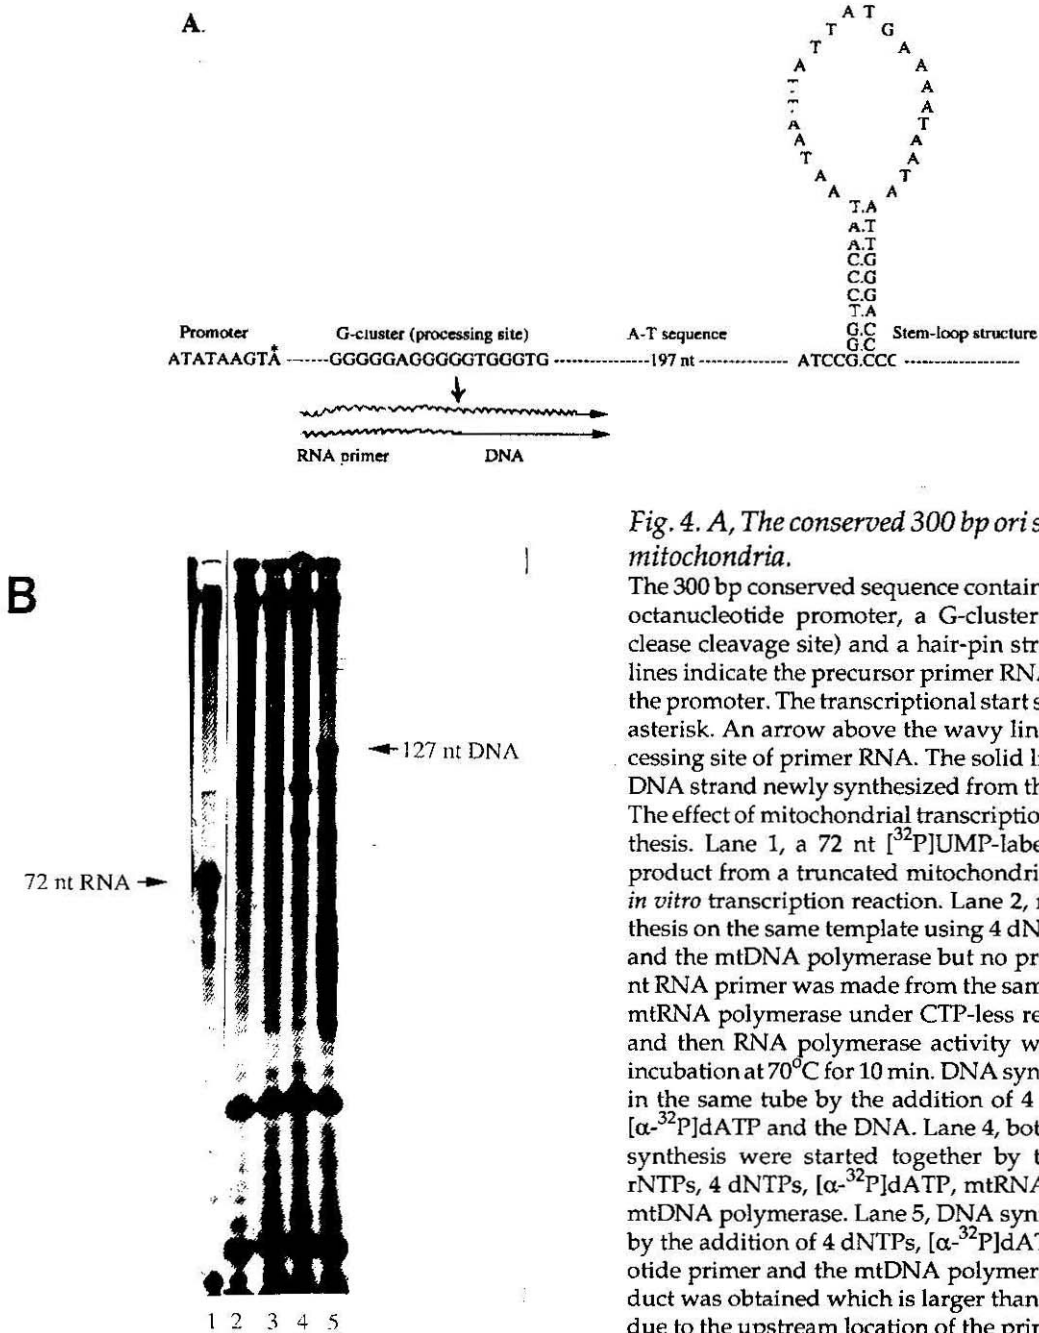 A.
A T
T G
T A
T A
A A
T A
T T
A A
A A
T T
A A
A
T.A
A.T
A.T
C.G
C.G
C.G
T.A
G.C
G.C
Promoter
G-cluster (processing site)
A-T sequence
Stem-loop structure
ATATAAGTA*
------GGGGGAGGGGGTGGGTG
197 nt
ATCCG.CCC
RNA primer
DNA
B
127 nt DNA
72 nt RNA
1 2 3 4 5
Fig. 4. A, The conserved 300 bp ori s
mitochondria.
The 300 bp conserved sequence contain
octanucleotide promoter, a G-cluster
clease cleavage site) and a hair-pin str
lines indicate the precursor primer RNA
the promoter. The transcriptional start s
asterisk. An arrow above the wavy lin
cessing site of primer RNA. The solid li
DNA strand newly synthesized from th
The effect of mitochondrial transcriptio
thesis. Lane 1, a 72 nt [³²P]UMP-labe
product from a truncated mitochondri
in vitro transcription reaction. Lane 2, r
thesis on the same template using 4 dN
and the mtDNA polymerase but no pr
nt RNA primer was made from the sam
mtRNA polymerase under CTP-less re
and then RNA polymerase activity w
incubation at 70°C for 10 min. DNA syn
in the same tube by the addition of 4
[α-³²P]dATP and the DNA. Lane 4, bot
synthesis were started together by t
rNTPs, 4 dNTPs, [α-³²P]dATP, mtRNA
mtDNA polymerase. Lane 5, DNA syn
by the addition of 4 dNTPs, [α-³²P]dAT
otide primer and the mtDNA polymer
duct was obtained which is larger than
due to the upstream location of the prin